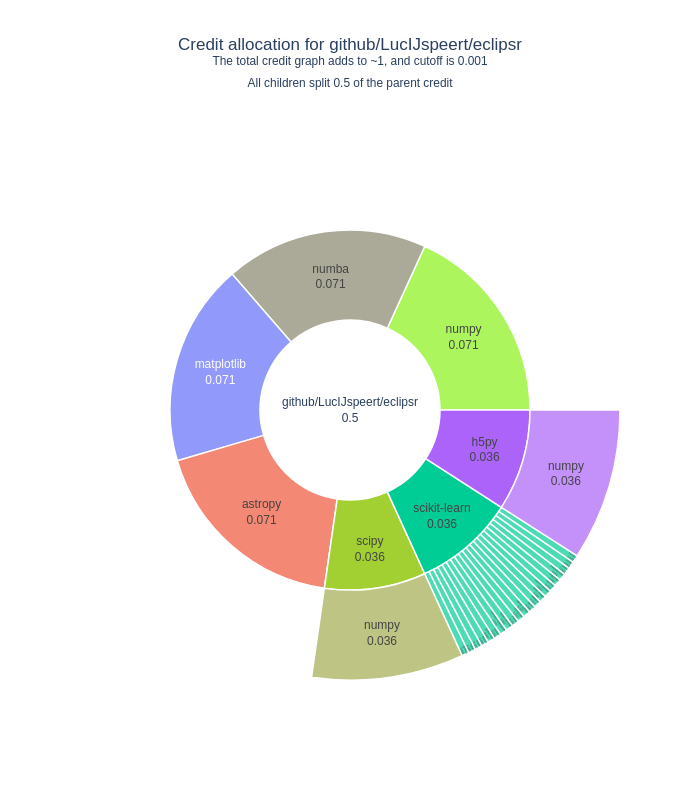 Credit allocation for github/LucIJspeert/eclipsr
The total credit graph adds to ~1, and cutoff is 0.001
All children split 0.5 of the parent credit
numba
0.071
numpy
0.071
matplotlib
0.071
github/LucIJspeert/eclipsr
0.5
h5py
0.036
numpy
0.036
astropy
0.071
scikit-learn
0.036
scipy
0.036
numpy
0.036